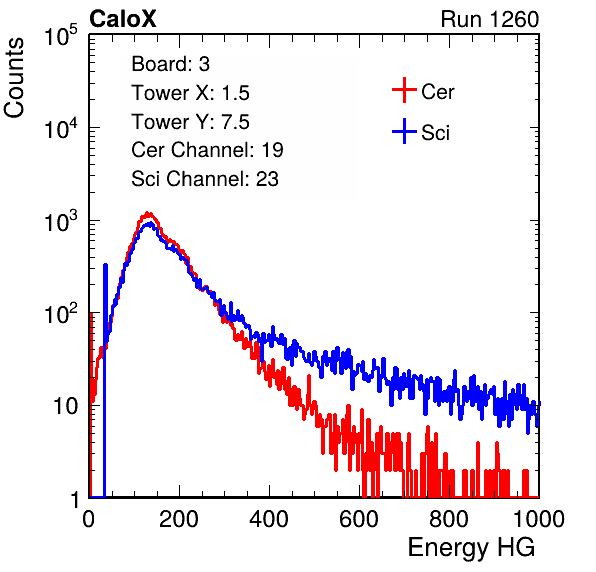 CaloX Run 1260
Counts
Board: 3
Tower X: 1.5
Tower Y: 7.5
Cer Channel: 19
Sci Channel: 23
Cer
Sci
10^5
10^4
10^3
10^2
10
1
0 200 400 600 800 1000
Energy HG